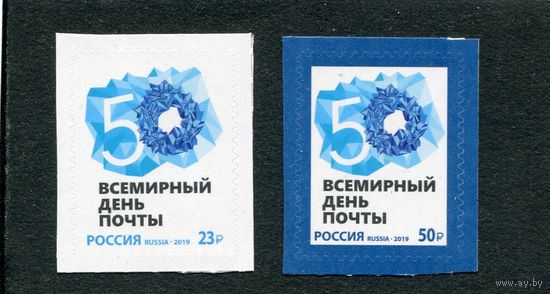 50
ВСЕМИРНЫЙ
ДЕНЬ
ПОЧТЫ
РОССИЯ RUSSIA · 2019 23₽
50
ВСЕМИРНЫЙ
ДЕНЬ
ПОЧТЫ
РОССИЯ RUSSIA · 2019 50₽
© www.ay.by